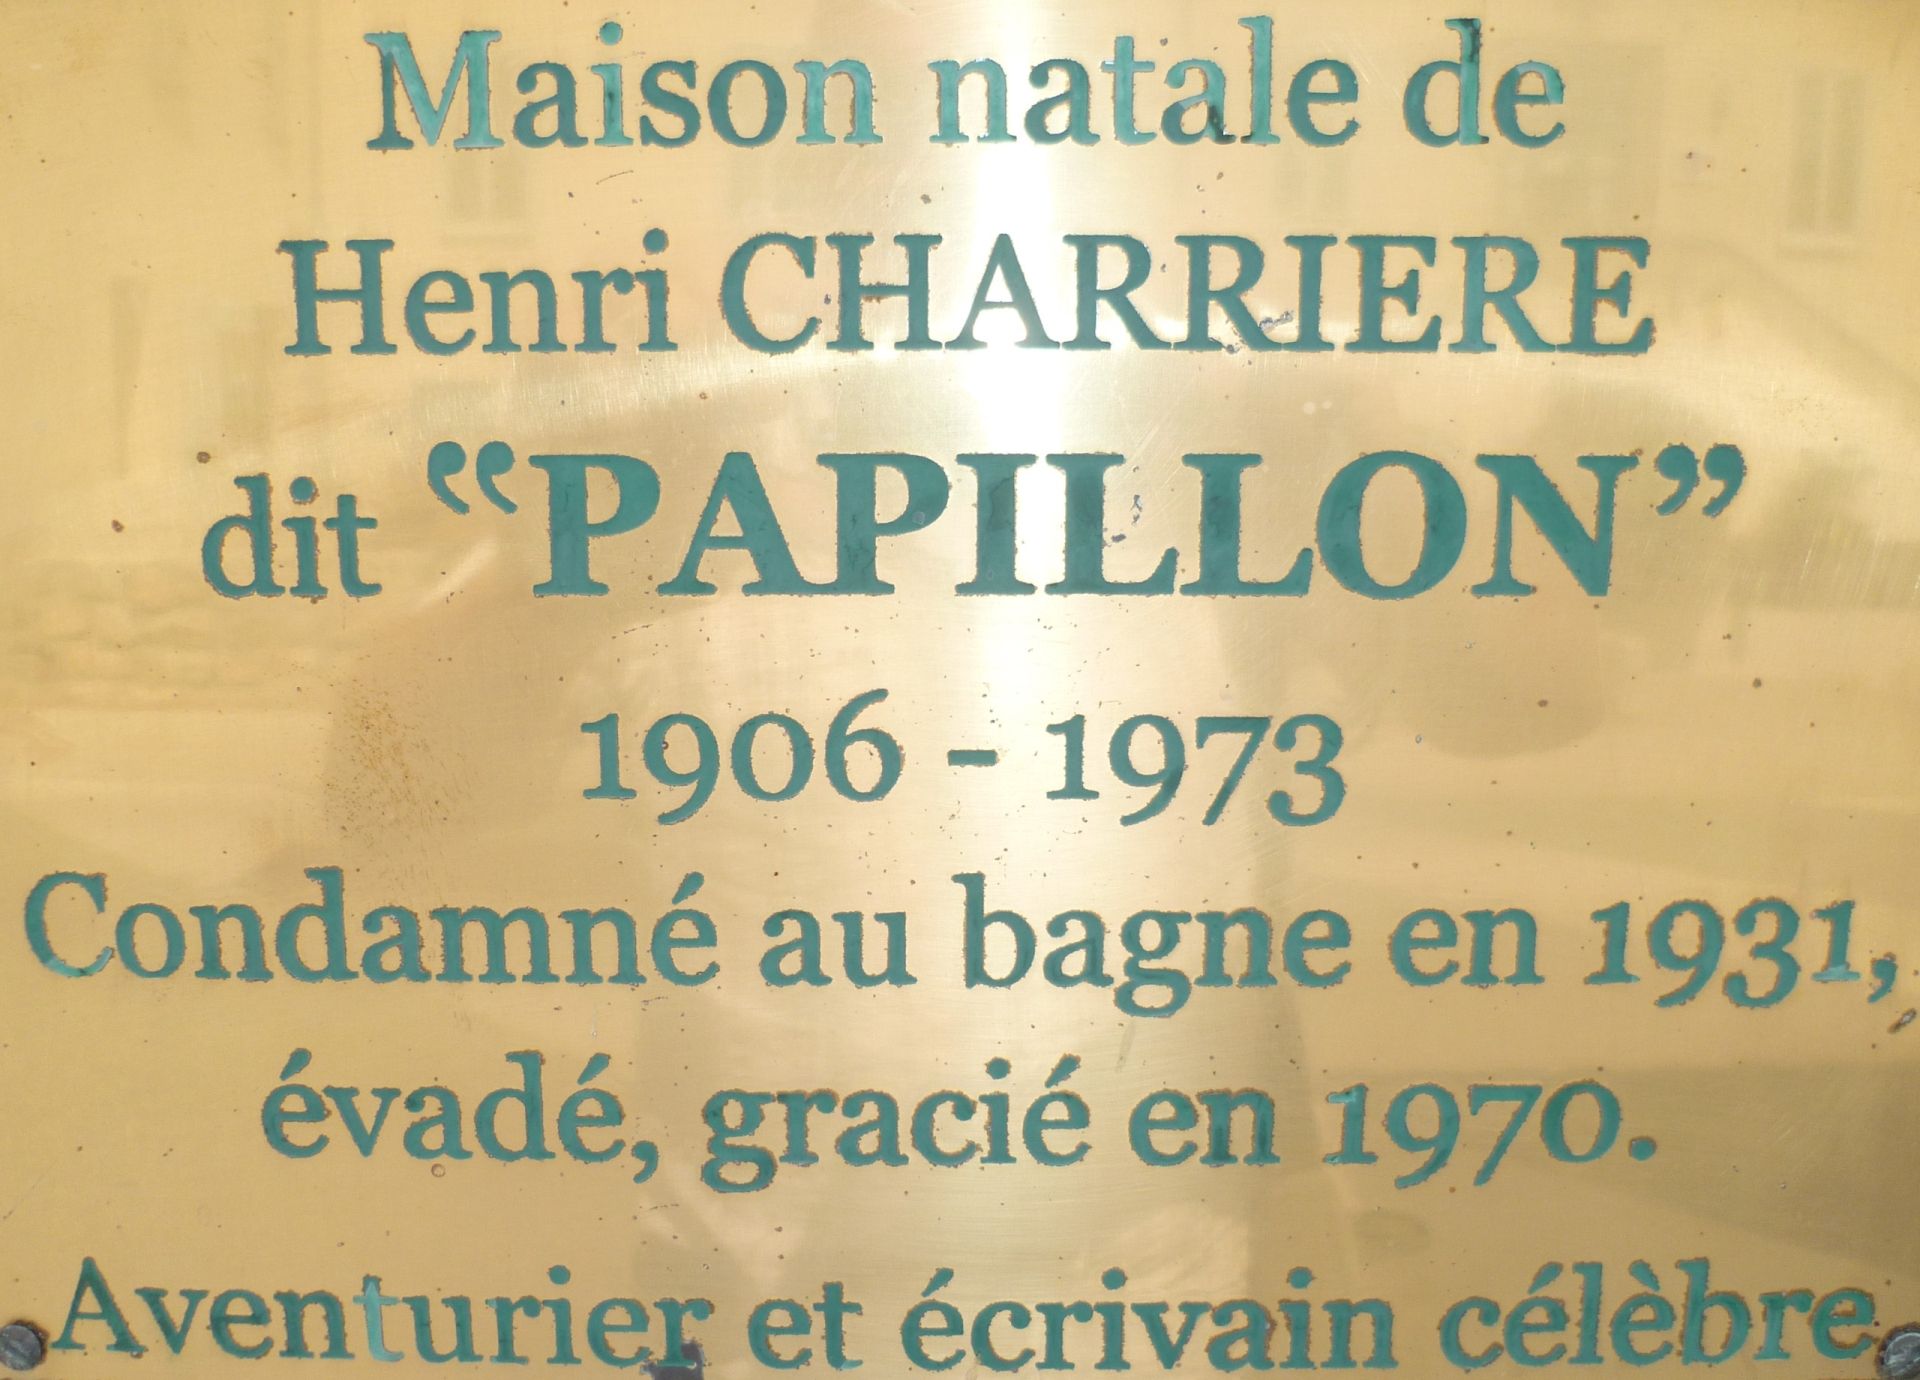 Maison natale de
Henri CHARRIERE
dit “PAPILLON”
1906 - 1973
Condamné au bagne en 1931,
évadé, gracié en 1970.
Aventurier et écrivain célèbre